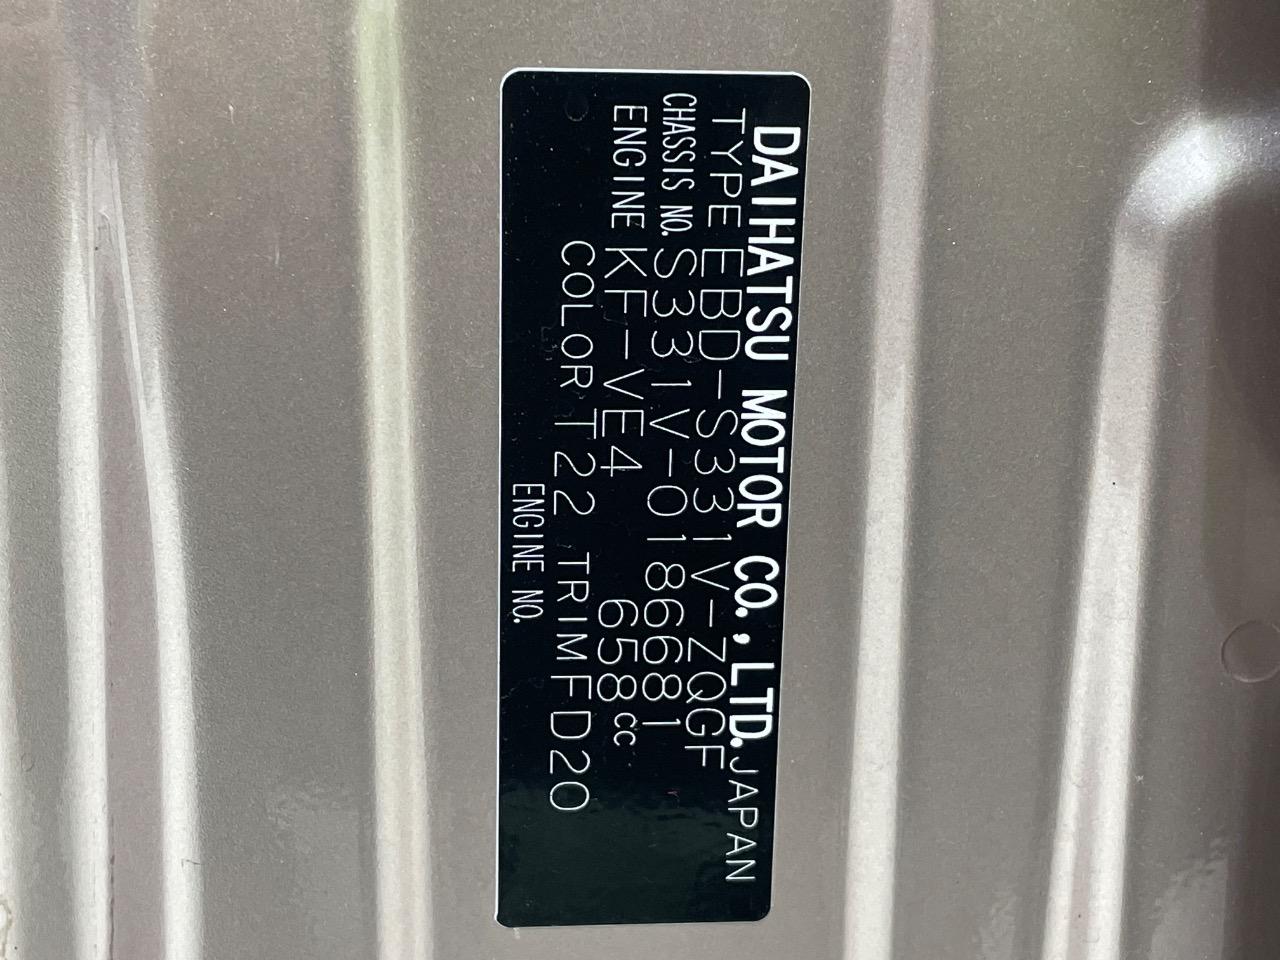 DAIHATSU MOTOR CO., LTD. JAPAN
TYPE EBD-S331V-ZQGF
CHASSIS NO. S331V-0186681
ENGINE KF-VE4 658cc
COLOR T22 TRIM FD20
ENGINE NO.